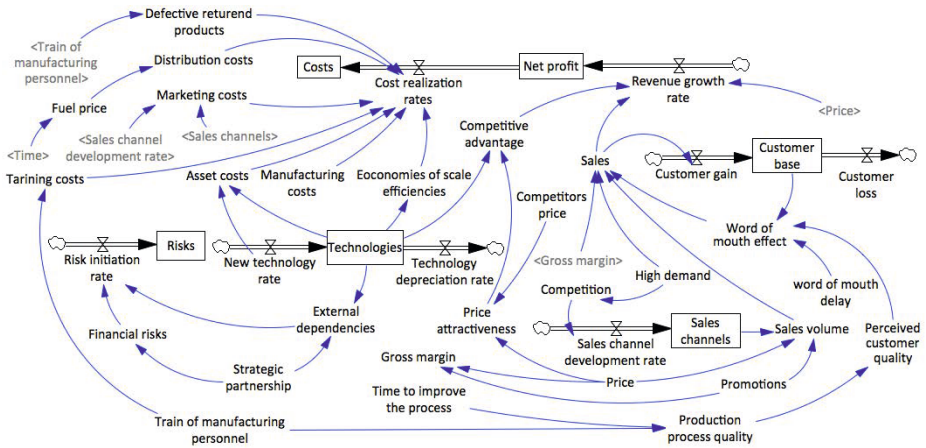 Defective returend
products
<Train of
manufacturing
personnel>
Distribution costs
Costs
Net profit
Cost realization
rates
Revenue growth
rate
Fuel price
Marketing costs
<Price>
<Sales channel
development rate>
<Sales channels>
Competitive
advantage
<Time>
Sales
Customer gain
Customer
base
Customer
loss
Tarining costs
Asset costs
Manufacturing
costs
Eoconomies of scale
efficiencies
Competitors
price
Word of
mouth effect
Risks
Risk initiation
rate
New technology
rate
Technologies
Technology
depreciation rate
<Gross margin>
High demand
word of mouth
delay
Competition
Financial risks
External
dependencies
Price
attractiveness
Sales channel
development rate
Sales
channels
Sales volume
Perceived
customer
quality
Strategic
partnership
Gross margin
Price
Promotions
Time to improve
the process
Train of manufacturing
personnel
Production
process quality